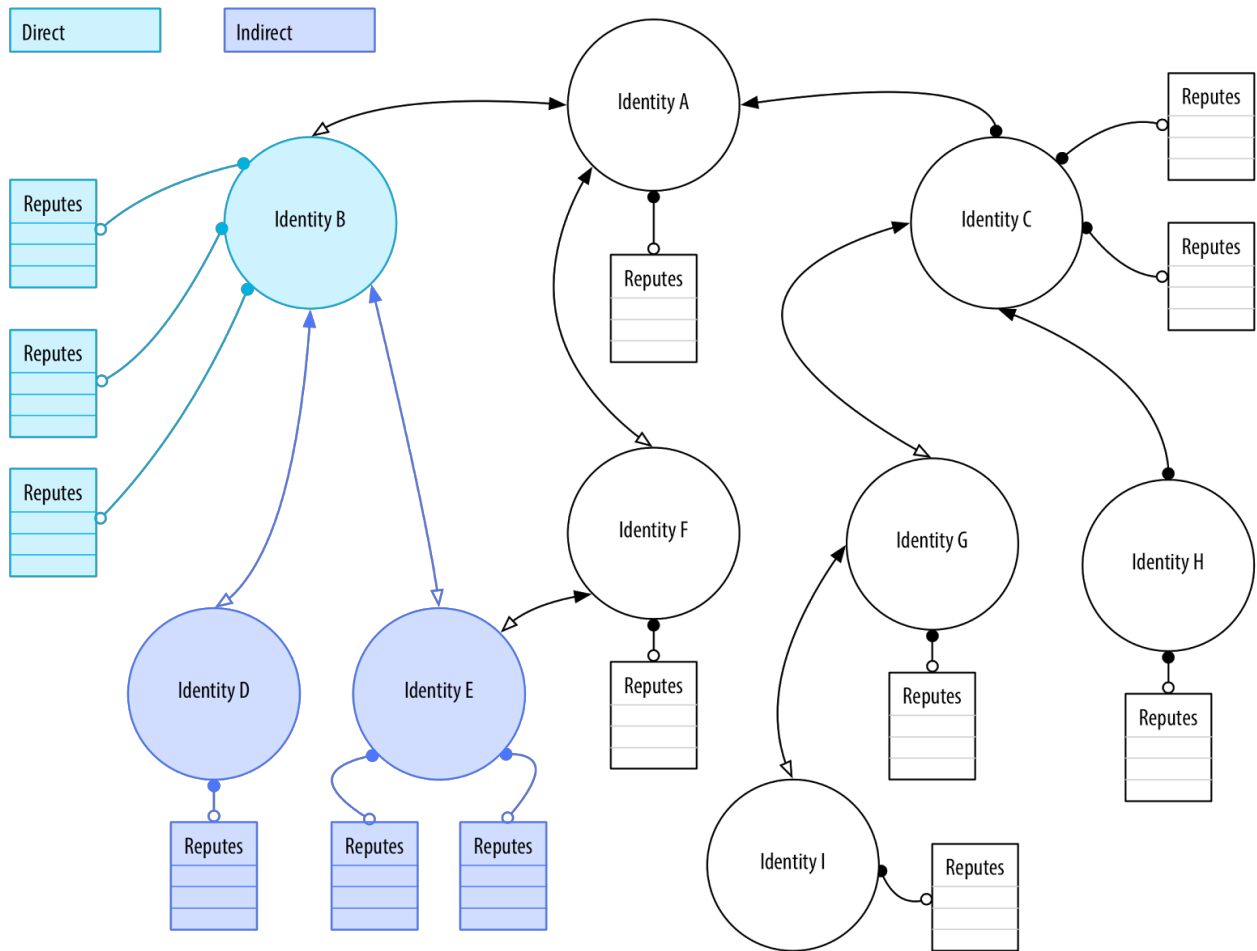 Direct
Indirect
Identity A
Reputes
Identity B
Identity C
Reputes
Reputes
Reputes
Reputes
Reputes
Identity F
Identity G
Identity H
Identity D
Identity E
Reputes
Reputes
Reputes
Reputes
Reputes
Reputes
Identity I
Reputes